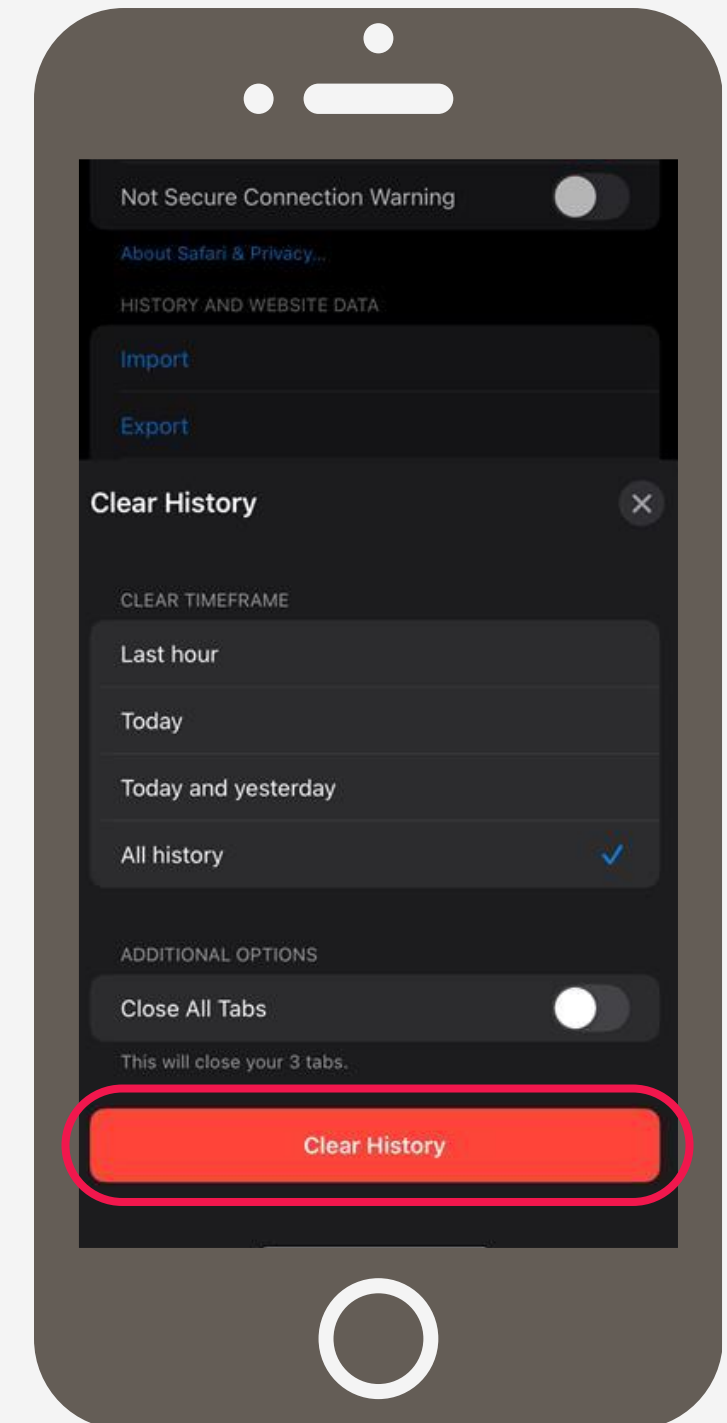 Not Secure Connection Warning
About Safari & Privacy...
HISTORY AND WEBSITE DATA
Import
Export
Clear History
CLEAR TIMEFRAME
Last hour
Today
Today and yesterday
All history
ADDITIONAL OPTIONS
Close All Tabs
This will close your 3 tabs.
Clear History